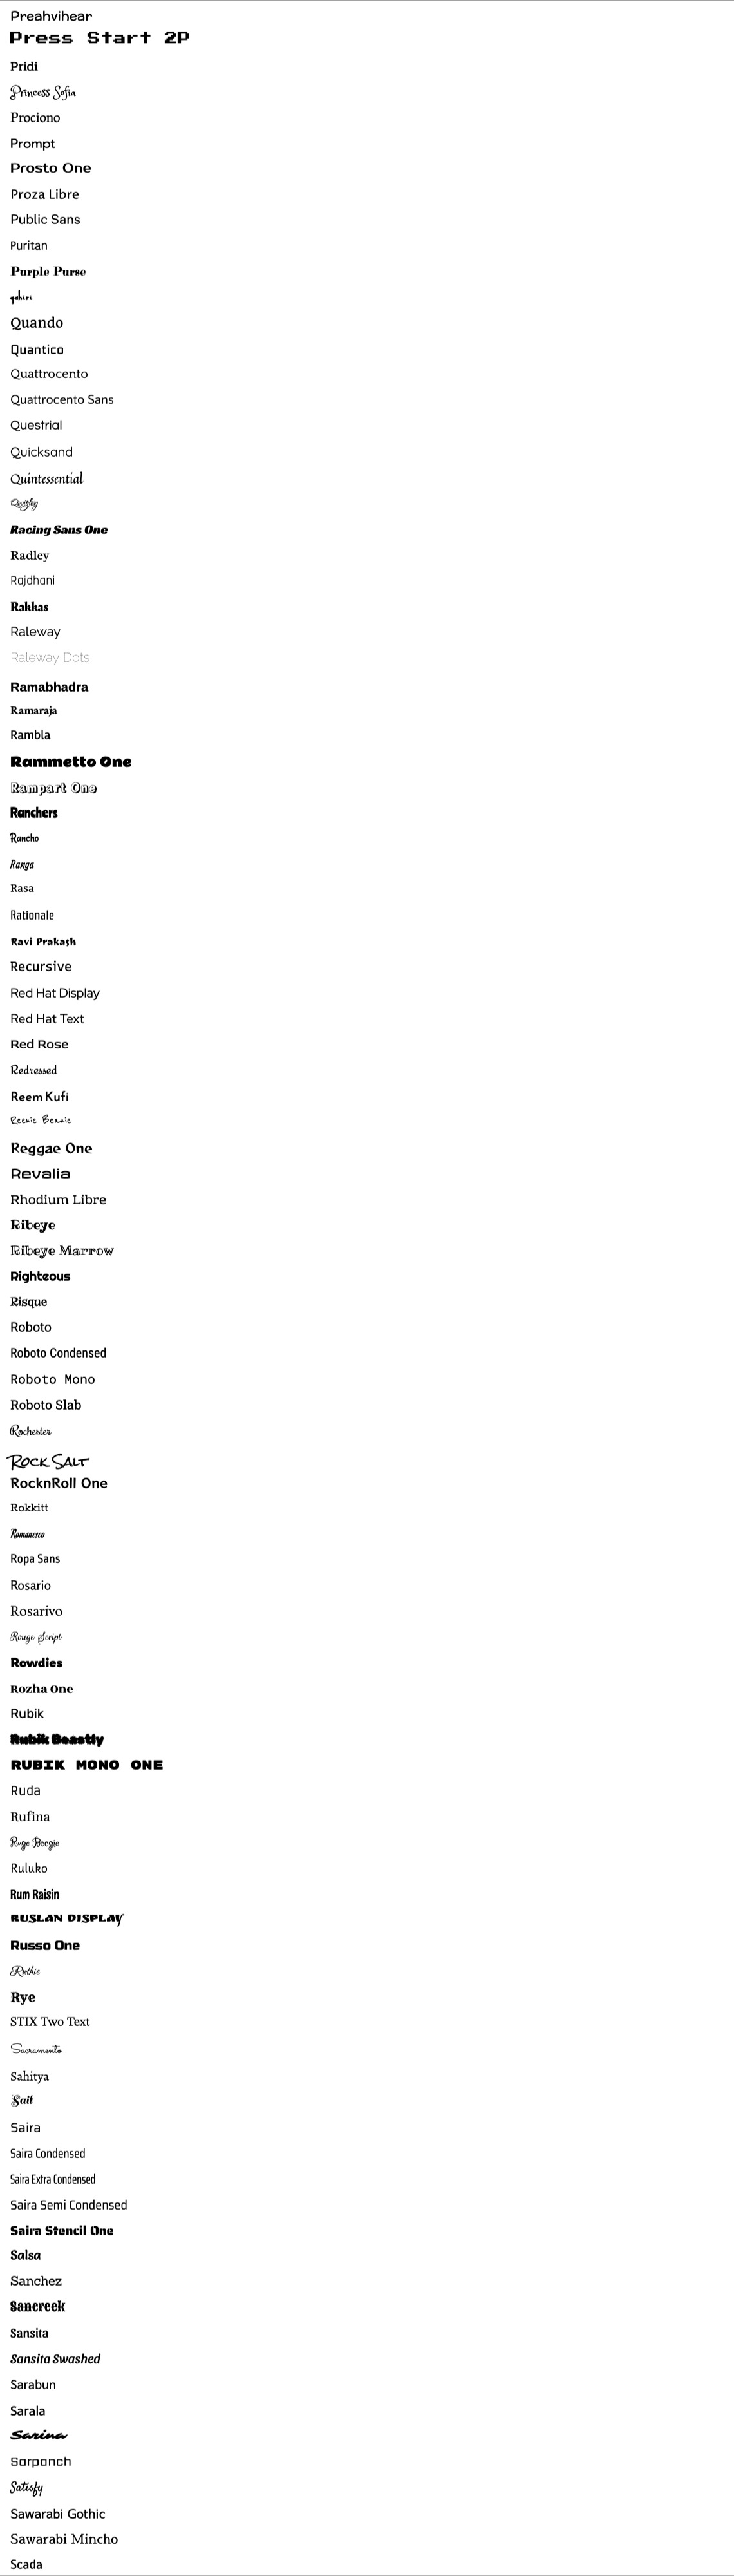 Preahvihear
Press Start 2P
Pridi
Princess Sofia
Prociono
Prompt
Prosto One
Proza Libre
Public Sans
Puritan
Purple Purse
qahiri
Quando
Quantico
Quattrocento
Quattrocento Sans
Questrial
Quicksand
Quintessential
Qwigley
Racing Sans One
Radley
Rajdhani
Rakkas
Raleway
Raleway Dots
Ramabhadra
Ramaraja
Rambla
Rammetto One
Rampart One
Ranchers
Rancho
Ranga
Rasa
Rationale
Ravi Prakash
Recursive
Red Hat Display
Red Hat Text
Red Rose
Redressed
Reem Kufi
Reenie Beanie
Reggae One
Revalia
Rhodium Libre
Ribeye
Ribeye Marrow
Righteous
Risque
Roboto
Roboto Condensed
Roboto Mono
Roboto Slab
Rochester
Rock Salt
RocknRoll One
Rokkitt
Romanesco
Ropa Sans
Rosario
Rosarivo
Rouge Script
Rowdies
Rozha One
Rubik
Rubik Beastly
RUBIK MONO ONE
Ruda
Rufina
Ruge Boogie
Ruluko
Rum Raisin
RUSLAN DISPLAY
Russo One
Ruthie
Rye
STIX Two Text
Sacramento
Sahitya
Sail
Saira
Saira Condensed
Saira Extra Condensed
Saira Semi Condensed
Saira Stencil One
Salsa
Sanchez
Sancreek
Sansita
Sansita Swashed
Sarabun
Sarala
Sarina
Sarpanch
Satisfy
Sawarabi Gothic
Sawarabi Mincho
Scada